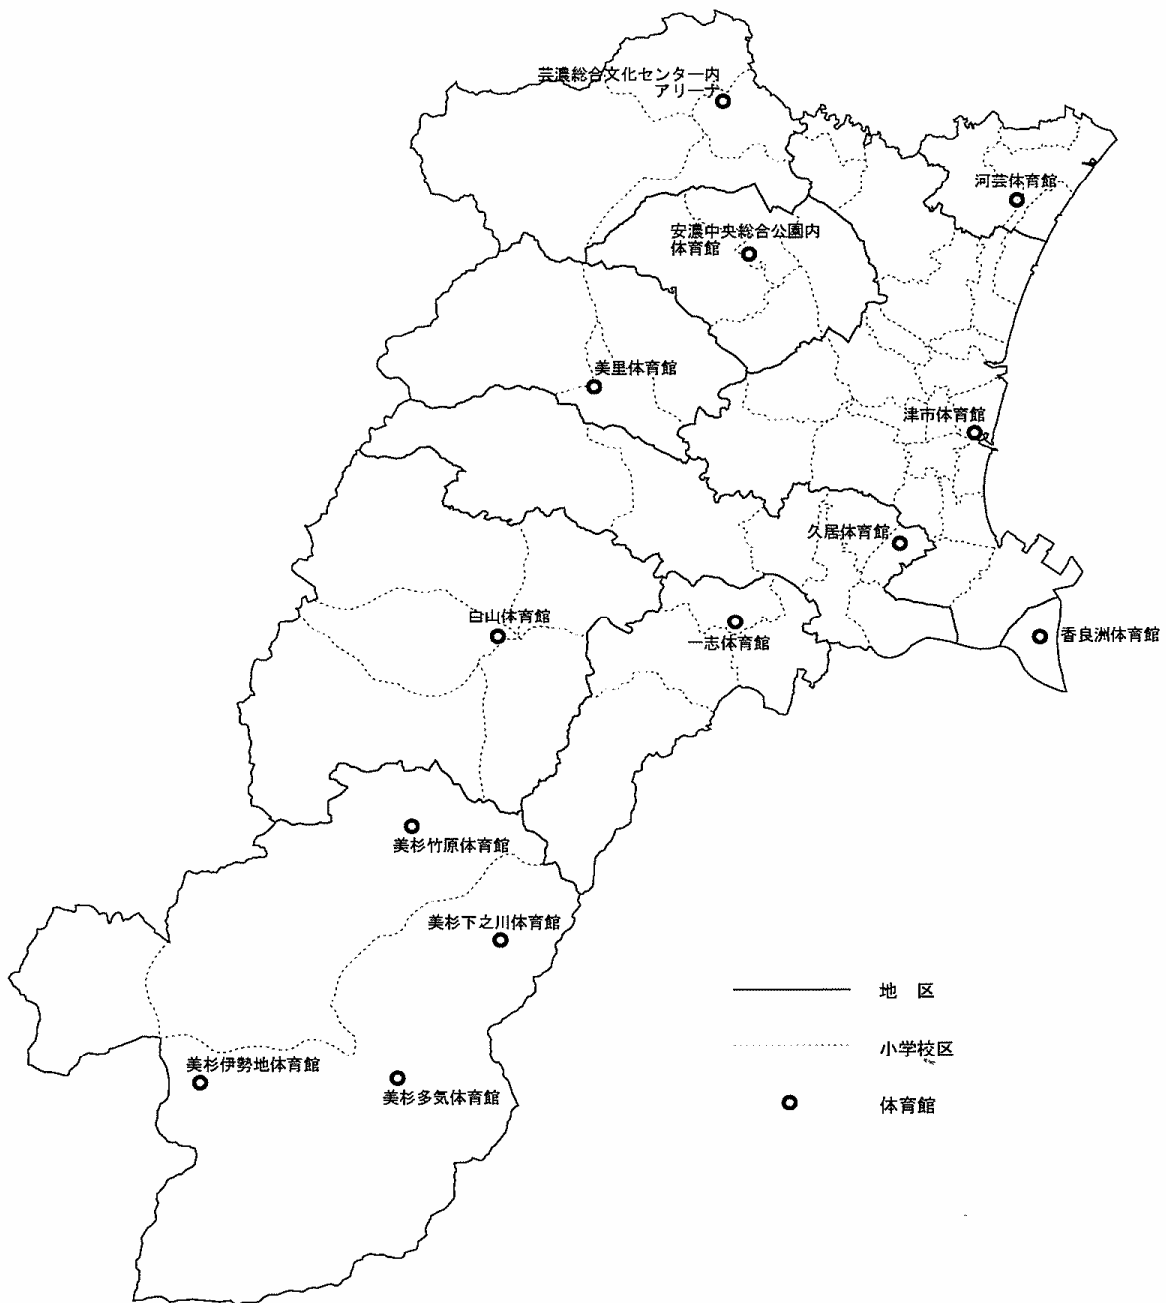 芸濃総合文化センター内
アリーナ
河芸体育館
安濃中央総合公園内
体育館
美里体育館
津市体育館
久居体育館
白山体育館
一志体育館
香良洲体育館
美杉竹原体育館
美杉下之川体育館
地 区
小学校区
美杉伊勢地体育館
美杉多気体育館
体育館